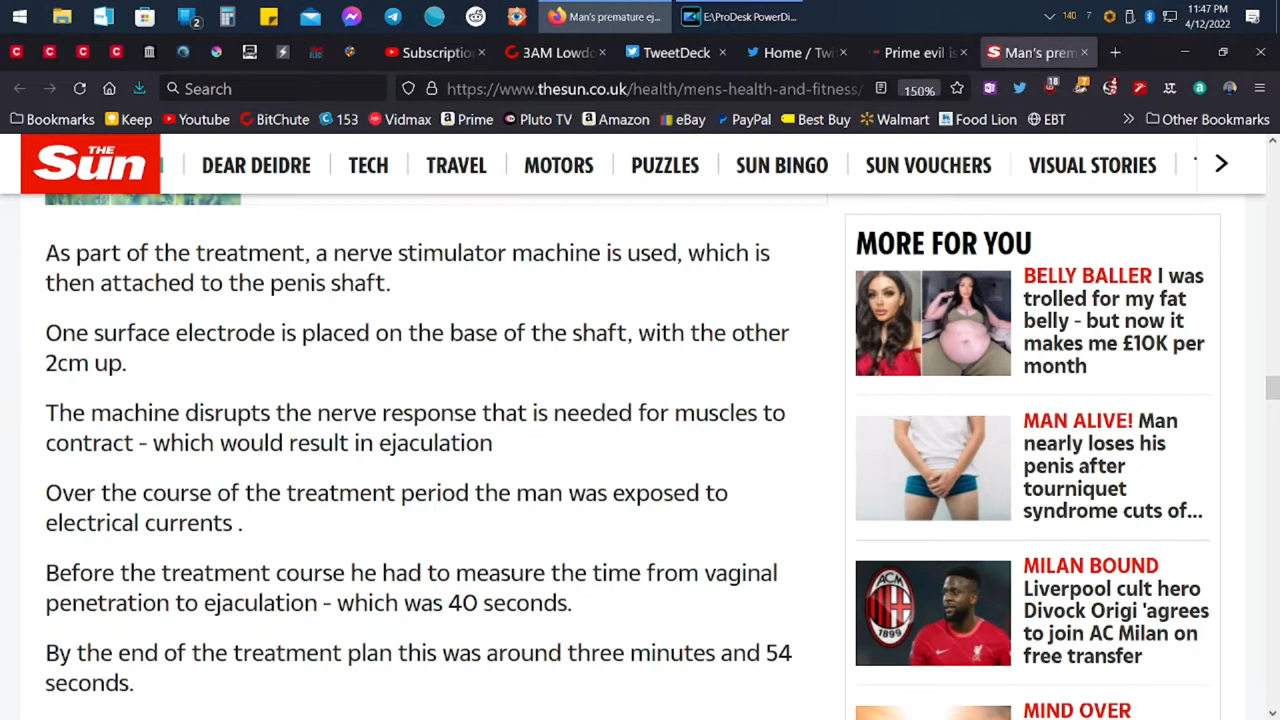 Man's premature ej...
E:\ProDesk PowerDi...
140
7
11:47 PM
4/12/2022
2
Subscription
3AM Lowdo
TweetDeck
Home / Twi
Prime evil is
Man's prem
Search
https://www.thesun.co.uk/health/mens-health-and-fitness/
150%
18
7
Bookmarks
Keep
Youtube
BitChute
153
Vidmax
Prime
Pluto TV
Amazon
eBay
PayPal
Best Buy
Walmart
Food Lion
EBT
Other Bookmarks
THE
Sun
DEAR DEIDRE
TECH
TRAVEL
MOTORS
PUZZLES
SUN BINGO
SUN VOUCHERS
VISUAL STORIES
As part of the treatment, a nerve stimulator machine is used, which is
then attached to the penis shaft.
One surface electrode is placed on the base of the shaft, with the other
2cm up.
The machine disrupts the nerve response that is needed for muscles to
contract - which would result in ejaculation
Over the course of the treatment period the man was exposed to
electrical currents .
Before the treatment course he had to measure the time from vaginal
penetration to ejaculation - which was 40 seconds.
By the end of the treatment plan this was around three minutes and 54
seconds.
MORE FOR YOU
BELLY BALLER I was
trolled for my fat
belly - but now it
makes me £10K per
month
MAN ALIVE! Man
nearly loses his
penis after
tourniquet
syndrome cuts of...
ACM
1899
MILAN BOUND
Liverpool cult hero
Divock Origi 'agrees
to join AC Milan on
free transfer
MIND OVER